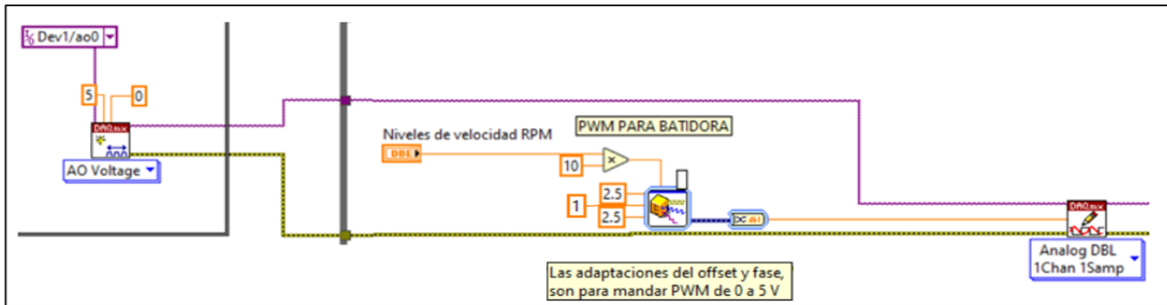 Dev1/ao0
5
0
DAQmx
AO Voltage
Niveles de velocidad RPM
DBL
PWM PARA BATIDORA
10
×
2.5
1
2.5
DAQmx
Analog DBL
1Chan 1Samp
Las adaptaciones del offset y fase,
son para mandar PWM de 0 a 5 V